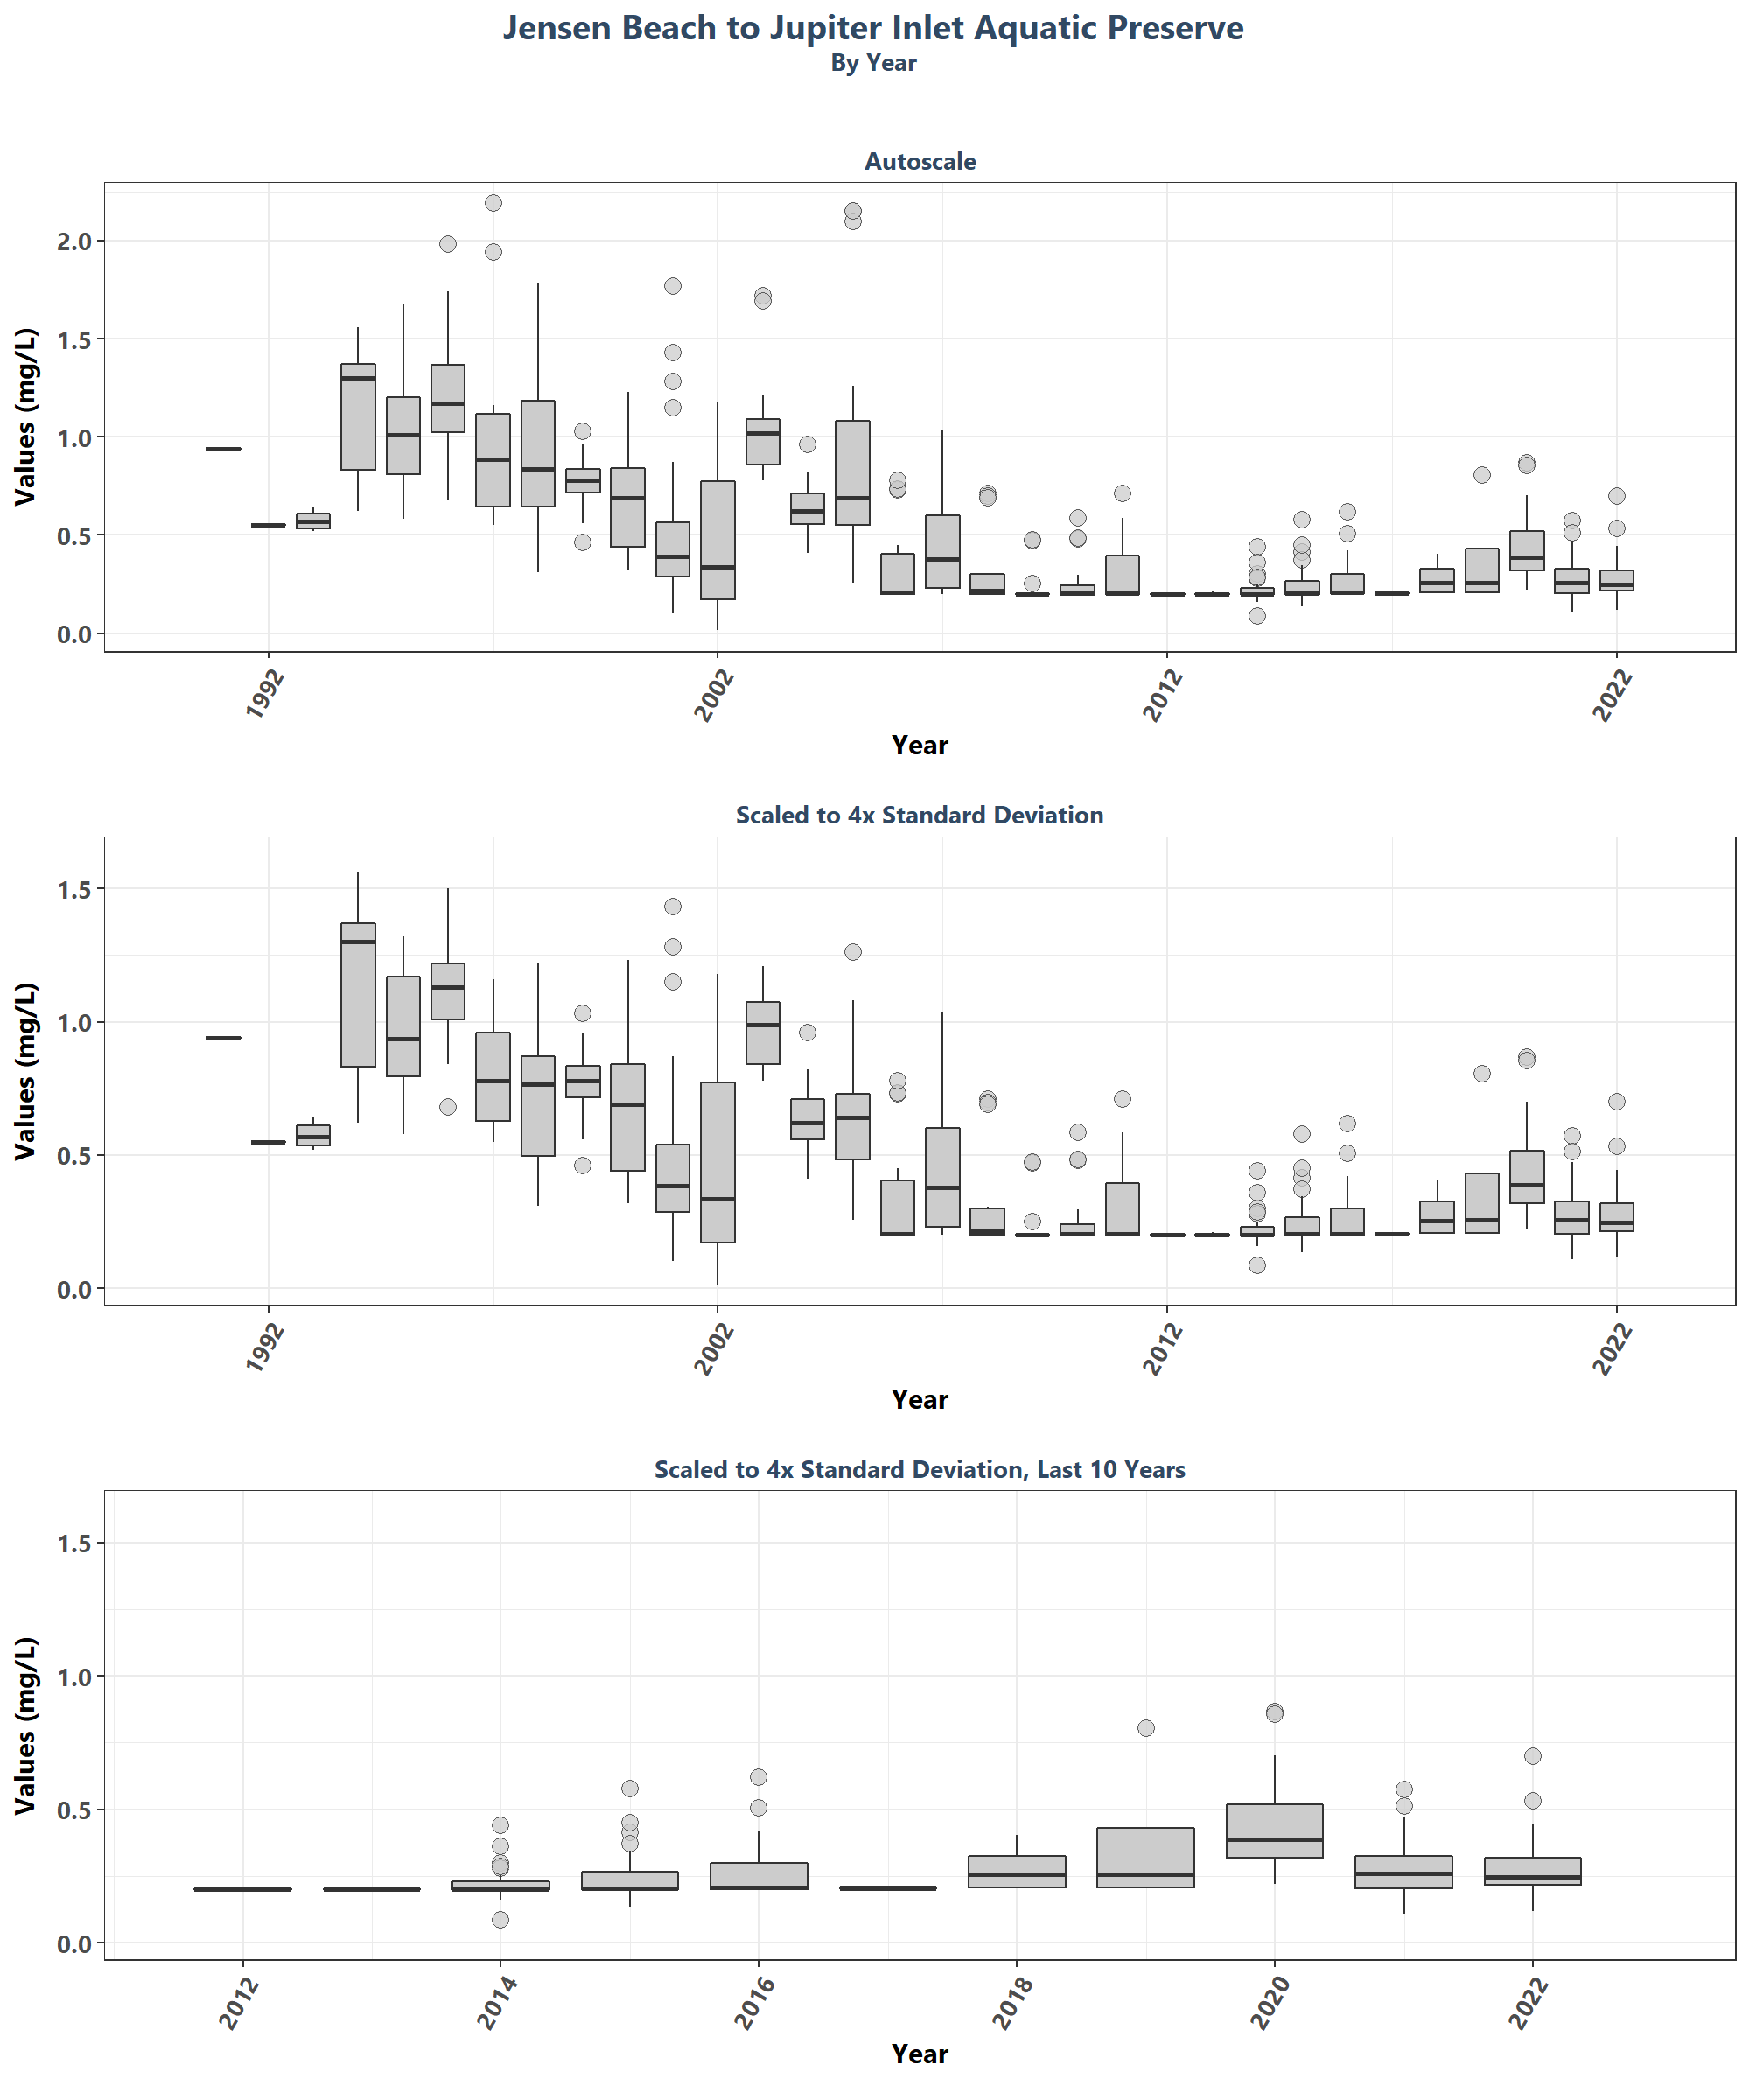 Jensen Beach to Jupiter Inlet Aquatic Preserve
By Year
Autoscale
Values (mg/L)
2.0
1.5
1.0
0.5
0.0
1992
2002
2012
2022
Year
Scaled to 4x Standard Deviation
Values (mg/L)
1.5
1.0
0.5
0.0
1992
2002
2012
2022
Year
Scaled to 4x Standard Deviation, Last 10 Years
Values (mg/L)
1.5
1.0
0.5
0.0
2012
2014
2016
2018
2020
2022
Year